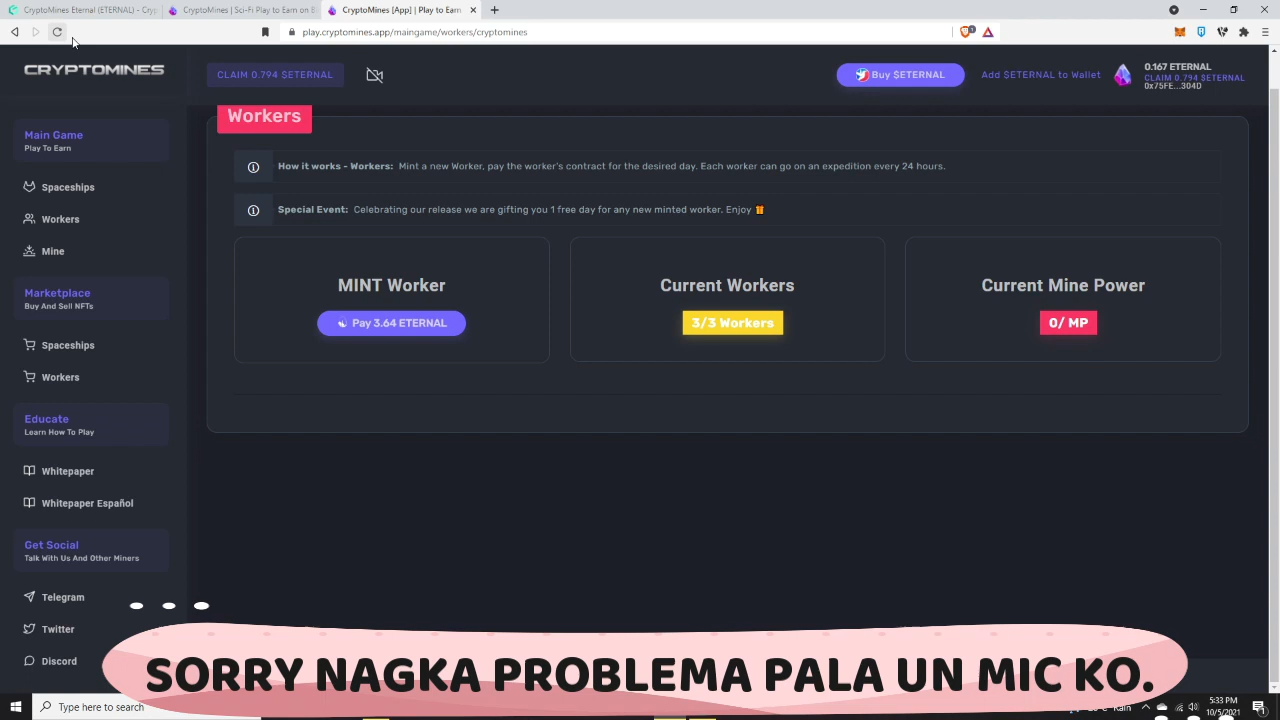 CryptoMines Eternal (ETERNAL) - Cryp
CryptoMines | Sci-Fi Play to Earn on B
CryptoMines [App] | Play to Earn
play.cryptomines.app/maingame/workers/cryptomines
CRYPTOMINES
CLAIM 0.794 $ETERNAL
Buy $ETERNAL
Add $ETERNAL to Wallet
0.167 ETERNAL
CLAIM 0.794 $ETERNAL
0x75FE...304D
Main Game
Play To Earn
Spaceships
Workers
Mine
Marketplace
Buy And Sell NFTs
Spaceships
Workers
Educate
Learn How To Play
Whitepaper
Whitepaper Español
Get Social
Talk With Us And Other Miners
Telegram
Twitter
Discord
Workers
How it works - Workers: Mint a new Worker, pay the worker's contract for the desired day. Each worker can go on an expedition every 24 hours.
Special Event: Celebrating our release we are gifting you 1 free day for any new minted worker. Enjoy
MINT Worker
Pay 3.64 ETERNAL
Current Workers
3/3 Workers
Current Mine Power
0/ MP
SORRY NAGKA PROBLEMA PALA UN MIC KO.
Type here to search
Rain
5:33 PM
10/5/2021